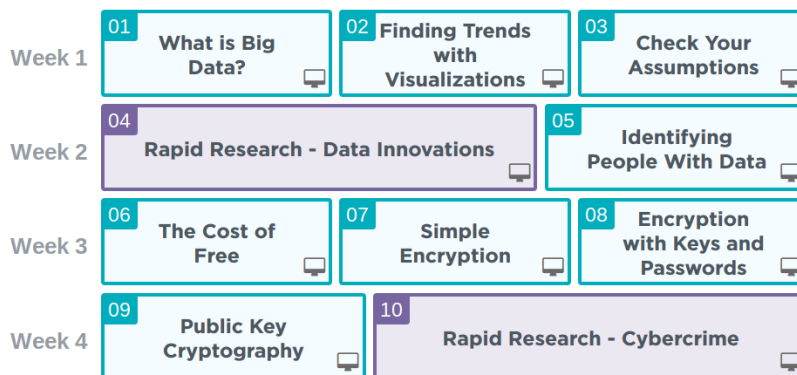 Week 1
01
What is Big
Data?
02
Finding Trends
with
Visualizations
03
Check Your
Assumptions
Week 2
04
Rapid Research - Data Innovations
05
Identifying
People With Data
Week 3
06
The Cost of
Free
07
Simple
Encryption
08
Encryption
with Keys and
Passwords
Week 4
09
Public Key
Cryptography
10
Rapid Research - Cybercrime